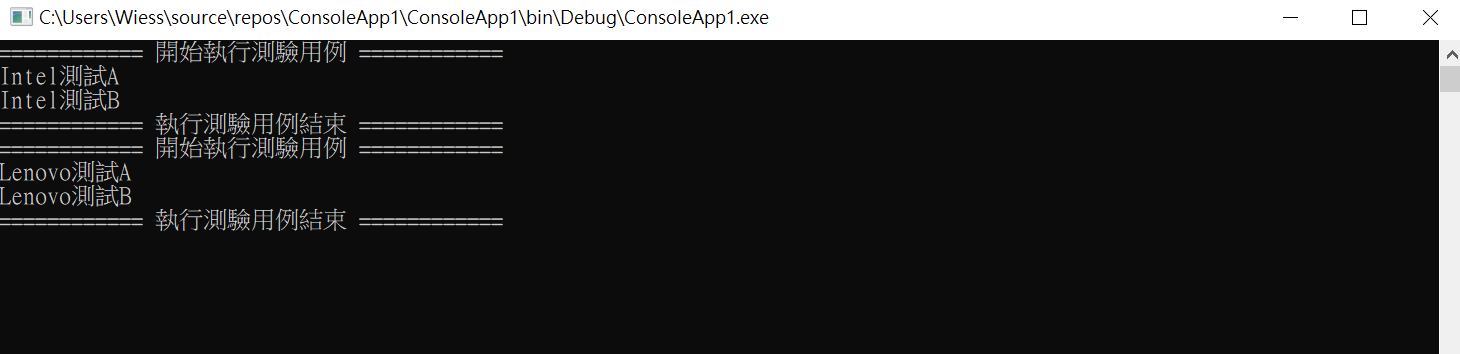 C:\Users\Wiess\source\repos\ConsoleApp1\ConsoleApp1\bin\Debug\ConsoleApp1.exe
============ 開始執行測驗用例 ============
Intel測試A
Intel測試B
============ 執行測驗用例結束 ============
============ 開始執行測驗用例 ============
Lenovo測試A
Lenovo測試B
============ 執行測驗用例結束 ============